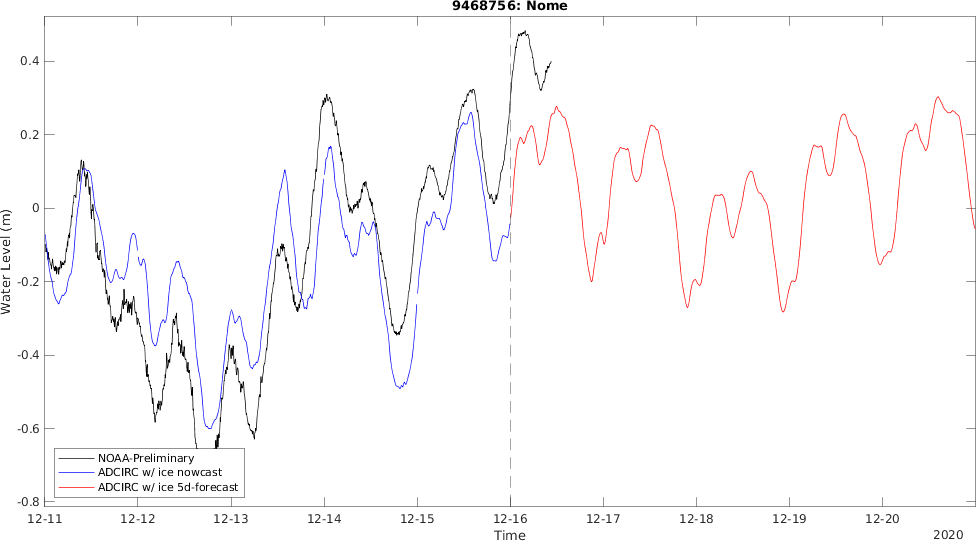 9468756: Nome
Water Level (m)
0.4
0.2
0
-0.2
-0.4
-0.6
-0.8
NOAA-Preliminary
ADCIRC w/ ice nowcast
ADCIRC w/ ice 5d-forecast
12-11 12-12 12-13 12-14 12-15 12-16 12-17 12-18 12-19 12-20
Time
2020